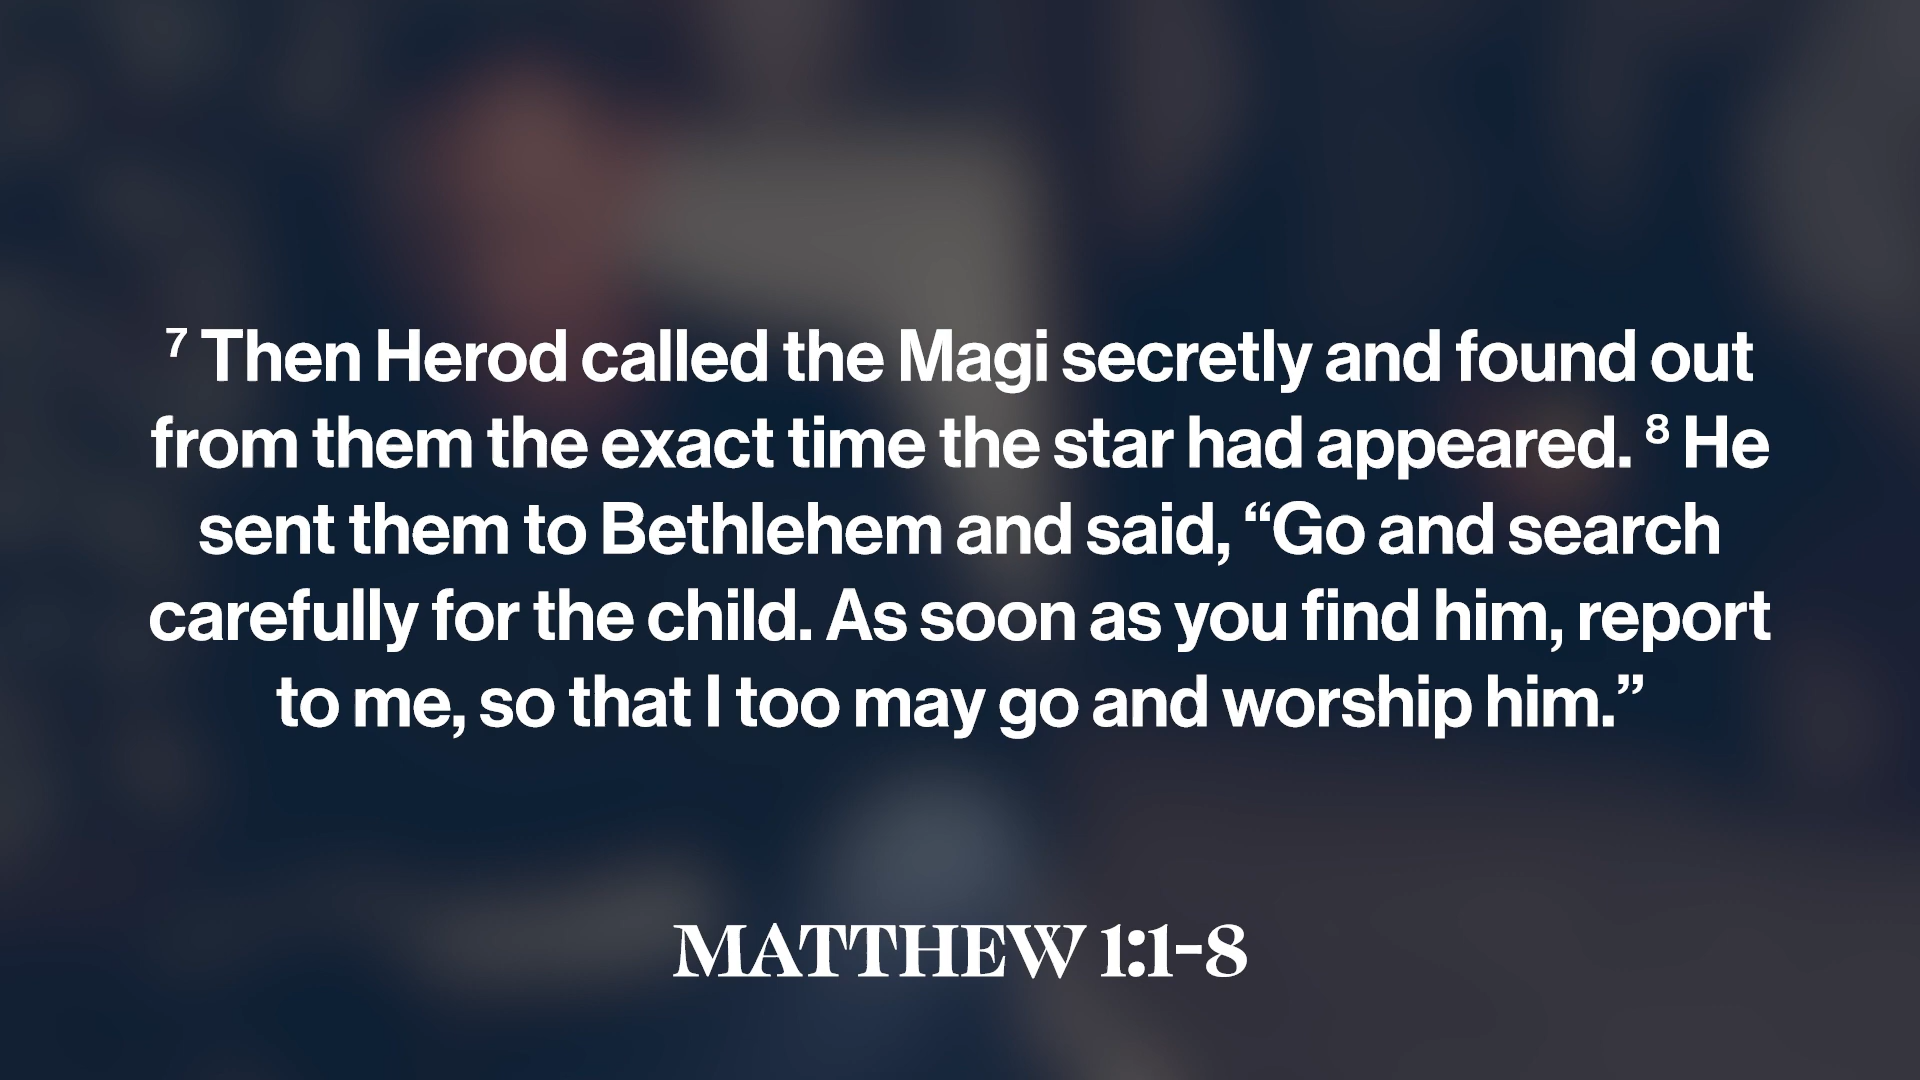 ⁷ Then Herod called the Magi secretly and found out
from them the exact time the star had appeared. ⁸ He
sent them to Bethlehem and said, “Go and search
carefully for the child. As soon as you find him, report
to me, so that I too may go and worship him.”
MATTHEW 1:1-8